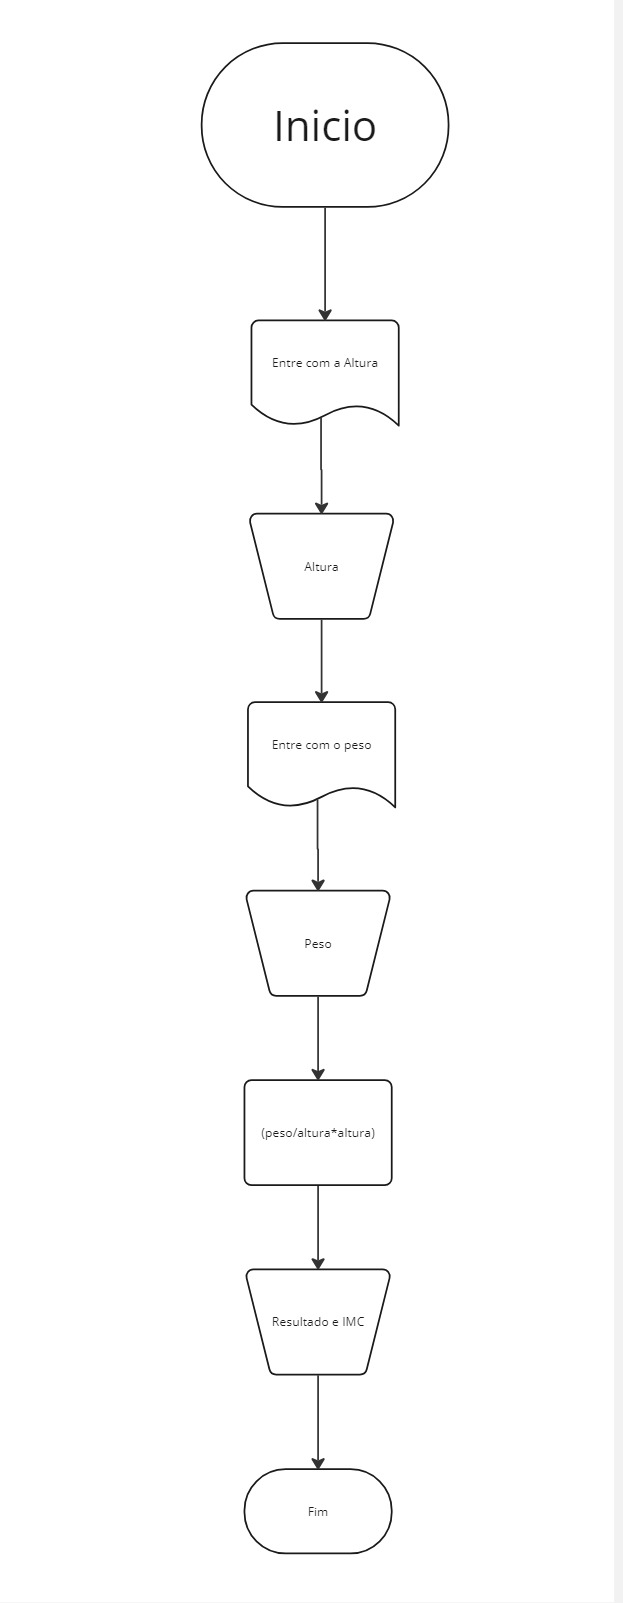 Inicio
Entre com a Altura
Altura
Entre com o peso
Peso
(peso/altura*altura)
Resultado e IMC
Fim